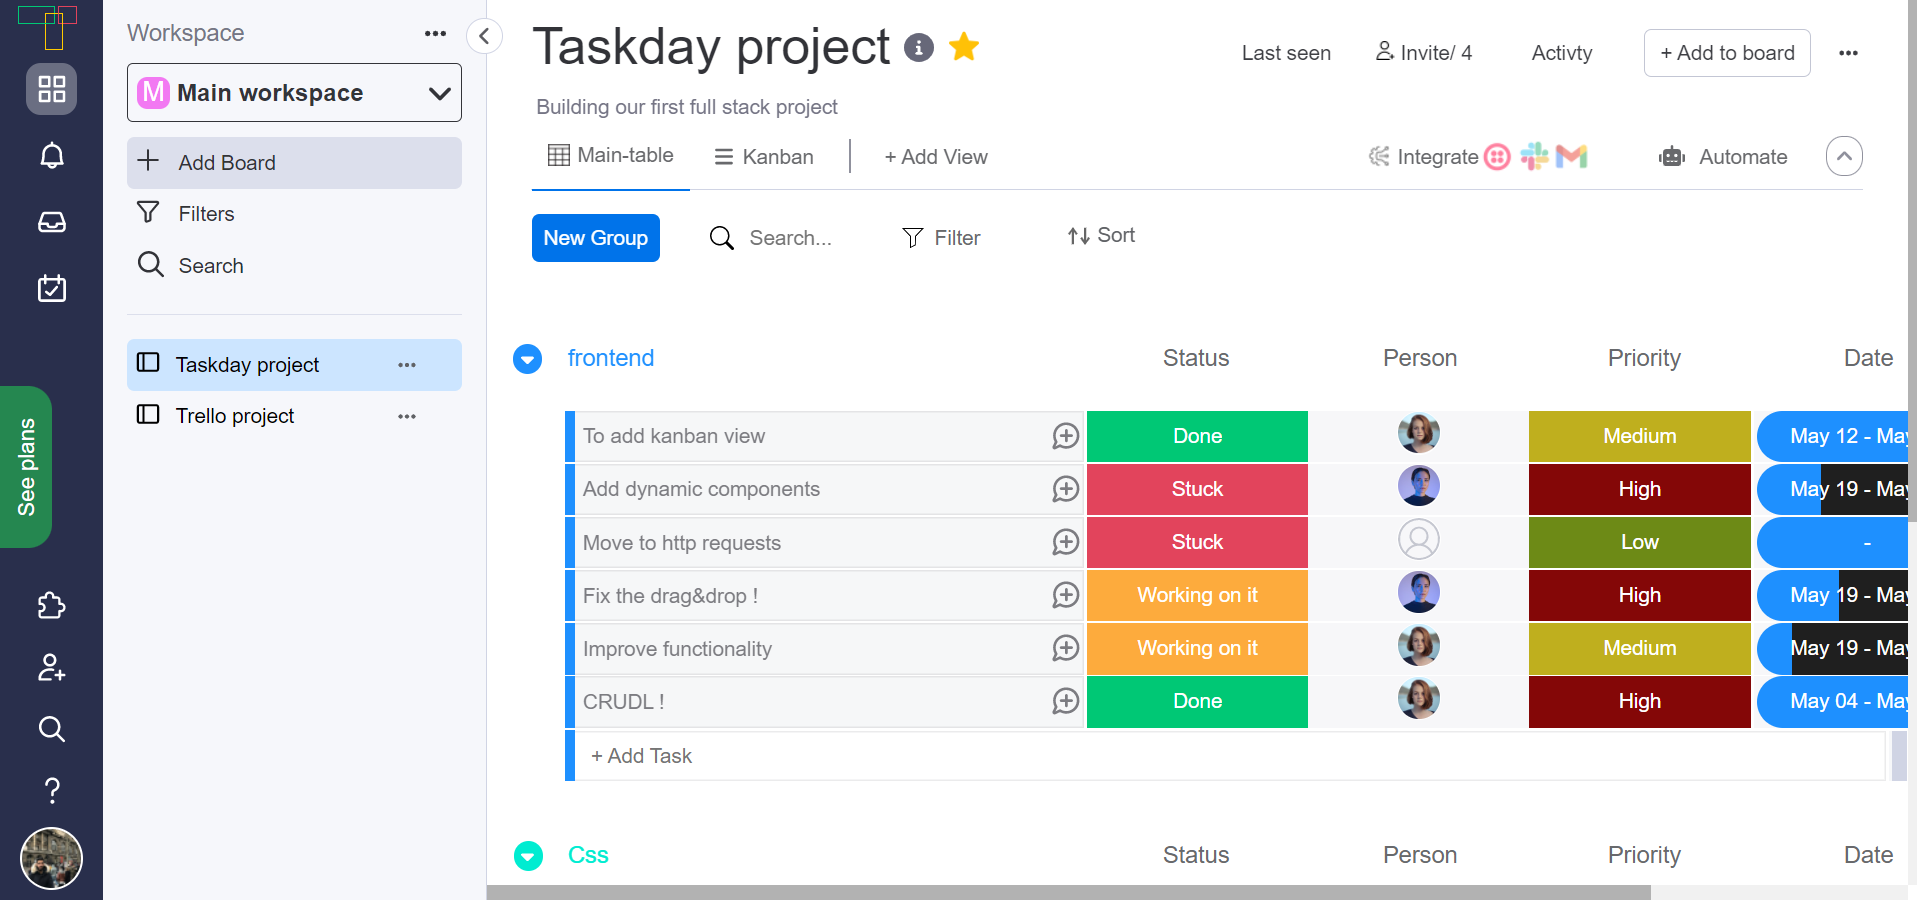 Workspace
M Main workspace
Add Board
Filters
Search
Taskday project
Trello project
See plans
Taskday project
Last seen
Invite/ 4
Activty
+ Add to board
Building our first full stack project
Main-table
Kanban
+ Add View
Integrate
Automate
New Group
Search...
Filter
Sort
frontend Status Person Priority Date
To add kanban view Done Medium May 12 - May
Add dynamic components Stuck High May 19 - May
Move to http requests Stuck Low -
Fix the drag&drop ! Working on it High May 19 - May
Improve functionality Working on it Medium May 19 - May
CRUDL ! Done High May 04 - May
+ Add Task
Css Status Person Priority Date